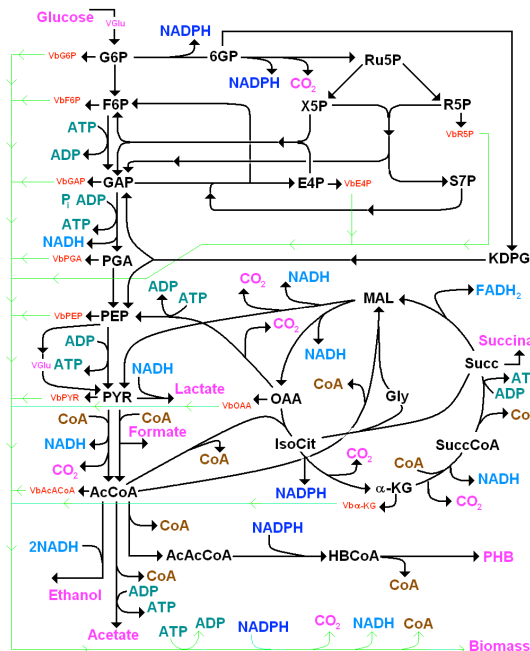 Glucose
VGlu
NADPH
VbG6P G6P 6GP Ru5P
NADPH CO2
VbF6P F6P X5P R5P
ATP VbR5P
ADP
VbGAP GAP E4P VbE4P S7P
Pi ADP
ATP
NADH
VbPGA PGA KDPG
ADP CO2 NADH FADH2
ATP MAL
VbPEP PEP CO2
ADP NADH Succina
VGlu ATP NADH Succ
CoA AT
ADP
VbPYR PYR Lactate VbOAA OAA Gly
CoA CoA Co
NADH Formate IsoCit SuccCoA
CO2 CoA CO2 CoA
NADH
VbAcACoA AcCoA NADPH α-KG
Vbα-KG CO2
CoA
2NADH NADPH
AcAcCoA HBCoA PHB
CoA CoA
Ethanol ADP
ATP
Acetate
ATP ADP NADPH CO2 NADH CoA
Biomass